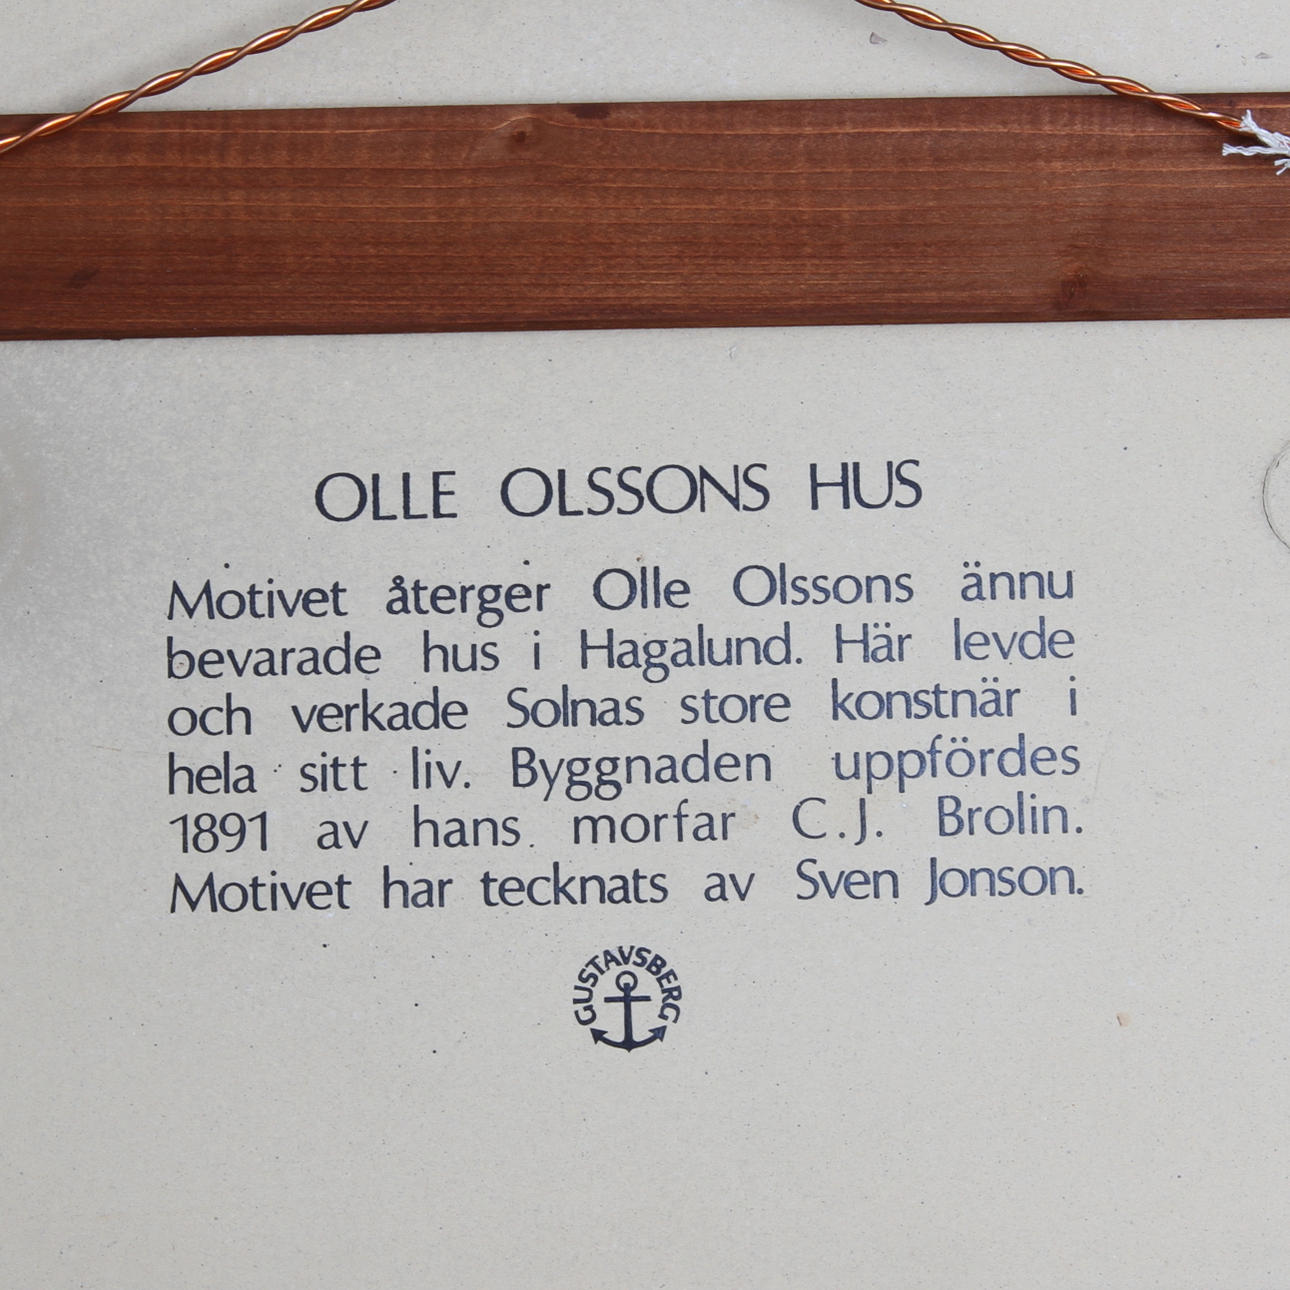 OLLE OLSSONS HUS
Motivet återger Olle Olssons ännu
bevarade hus i Hagalund. Här levde
och verkade Solnas store konstnär i
hela sitt liv. Byggnaden uppfördes
1891 av hans morfar C.J. Brolin.
Motivet har tecknats av Sven Jonson.
GUSTAVSBERG